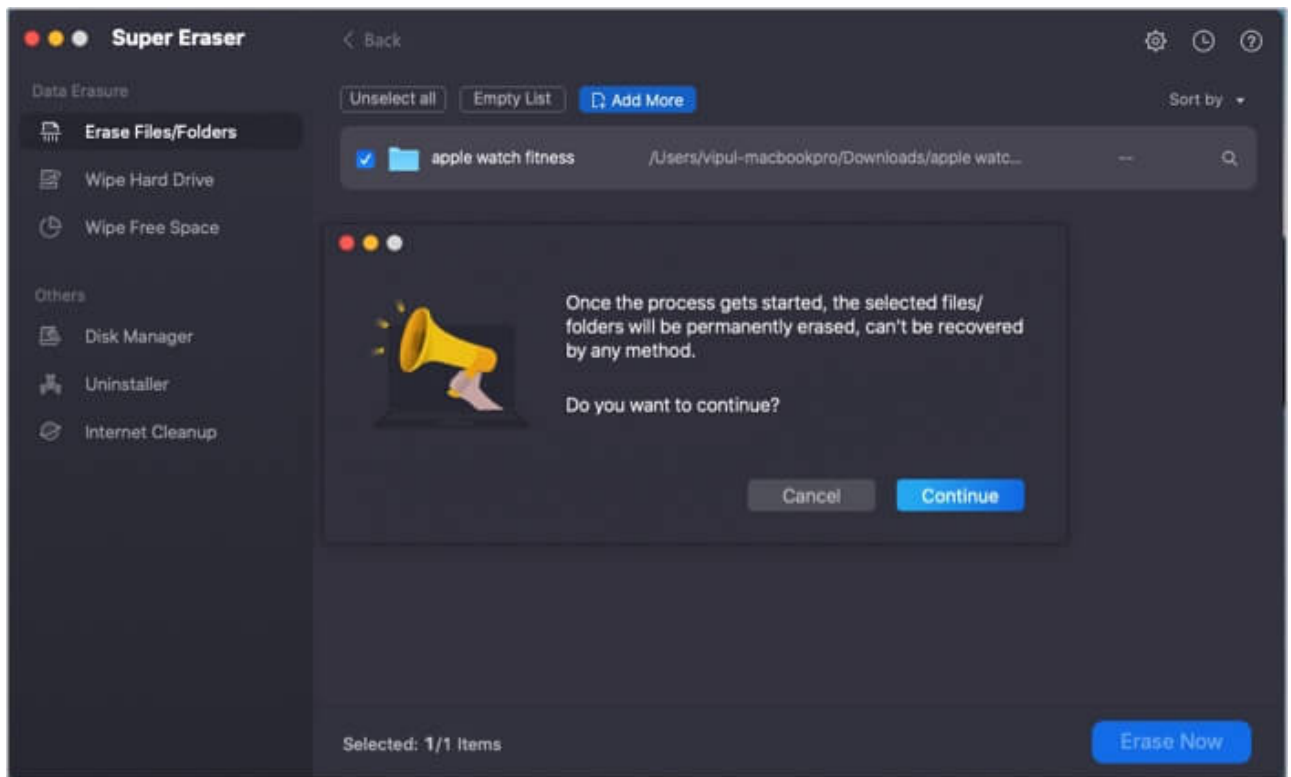 Super Eraser
Back
Data Erasure
Unselect all Empty List Add More Sort by
Erase Files/Folders
apple watch fitness /Users/vipul-macbookpro/Downloads/apple watc... --
Wipe Hard Drive
Wipe Free Space
Others
Disk Manager
Uninstaller
Internet Cleanup
Once the process gets started, the selected files/
folders will be permanently erased, can't be recovered
by any method.
Do you want to continue?
Cancel Continue
Selected: 1/1 Items Erase Now